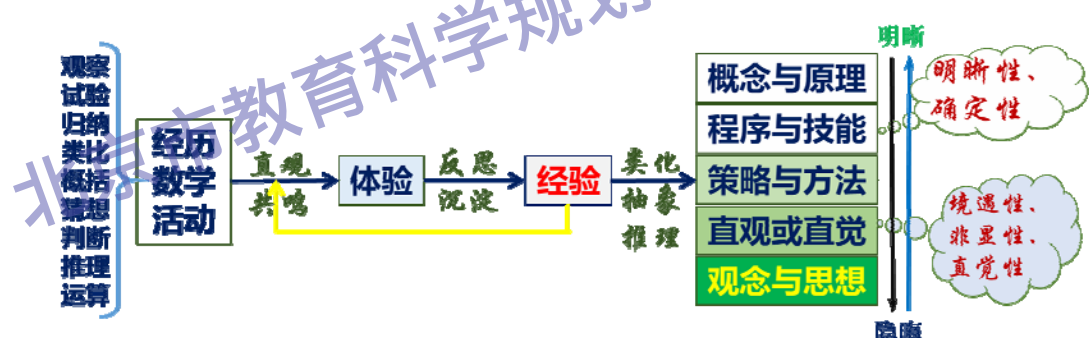 北京市教育科学规划
观察
试验
归纳
类比
概括
猜想
判断
推理
运算
经历
数学
活动
直观
共鸣
体验
反思
沉淀
经验
类化
抽象
推理
概念与原理
程序与技能
策略与方法
直观或直觉
观念与思想
明晰
隐晦
明晰性、
确定性
境遇性、
非显性、
直觉性